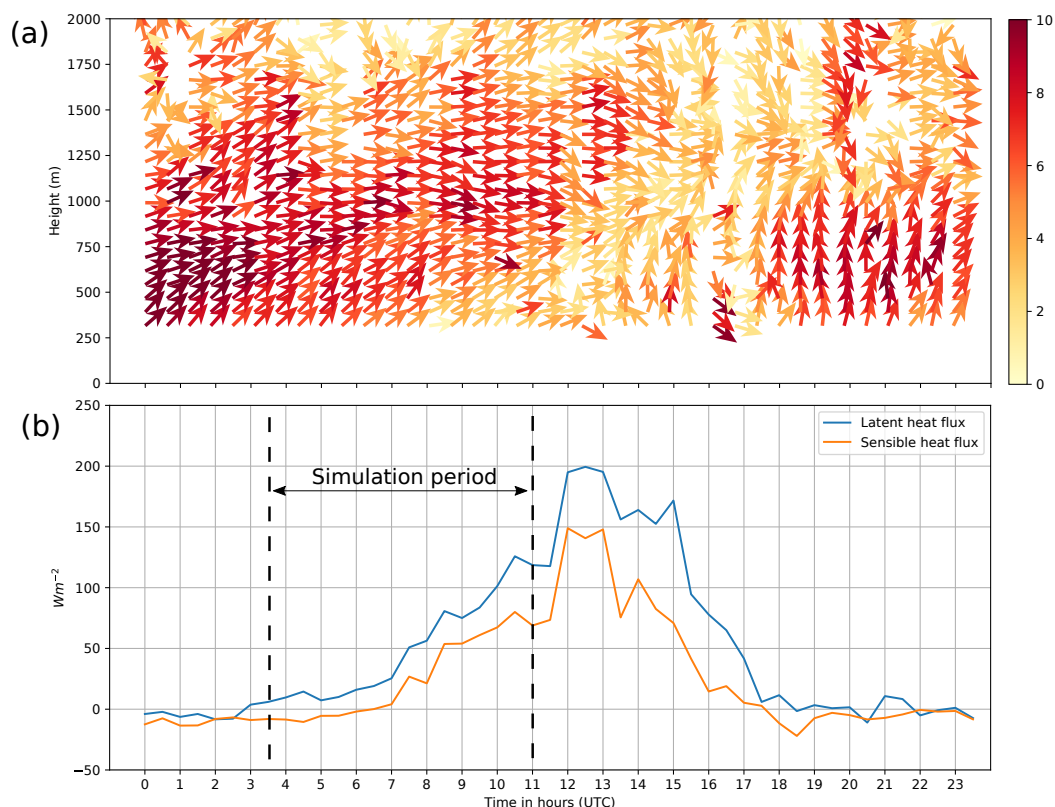 (a)
2000
1750
1500
1250
1000
750
500
250
0
Height (m)
10
8
6
4
2
0
(b)
250
200
150
100
50
0
−50
Wm⁻²
Latent heat flux
Sensible heat flux
Simulation period
0 1 2 3 4 5 6 7 8 9 10 11 12 13 14 15 16 17 18 19 20 21 22 23
Time in hours (UTC)